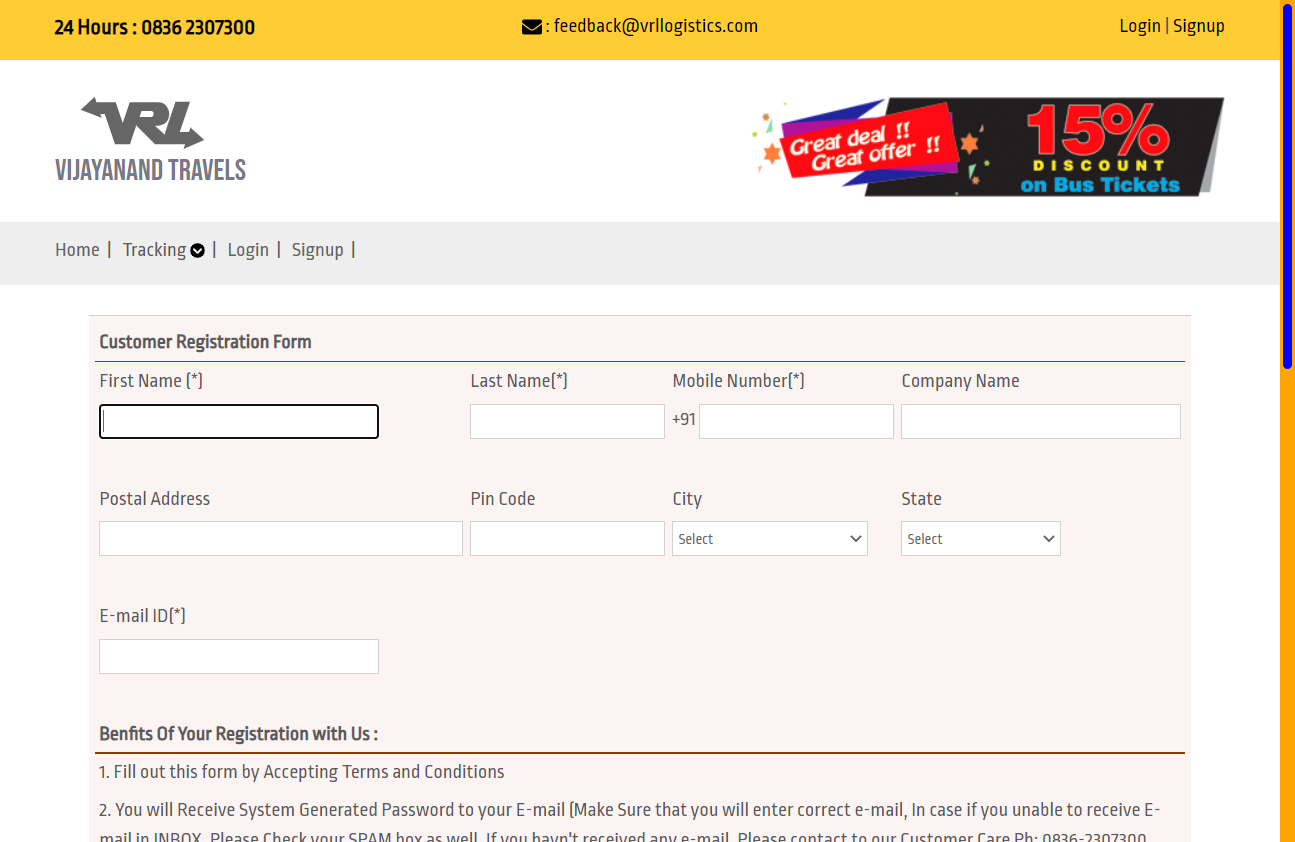 24 Hours : 0836 2307300
: feedback@vrllogistics.com
Login | Signup
VRL
VIJAYANAND TRAVELS
Great deal !!
Great offer !!
15%
DISCOUNT
on Bus Tickets
Home | Tracking | Login | Signup |
Customer Registration Form
First Name (*) Last Name(*) Mobile Number(*) Company Name
+91
Postal Address Pin Code City State
Select Select
E-mail ID(*)
Benfits Of Your Registration with Us :
1. Fill out this form by Accepting Terms and Conditions
2. You will Receive System Generated Password to your E-mail (Make Sure that you will enter correct e-mail, In case if you unable to receive E-
mail in INBOX, Please Check your SPAM box as well. If you havn't received any e-mail, Please contact to our Customer Care Ph: 0836-2307300